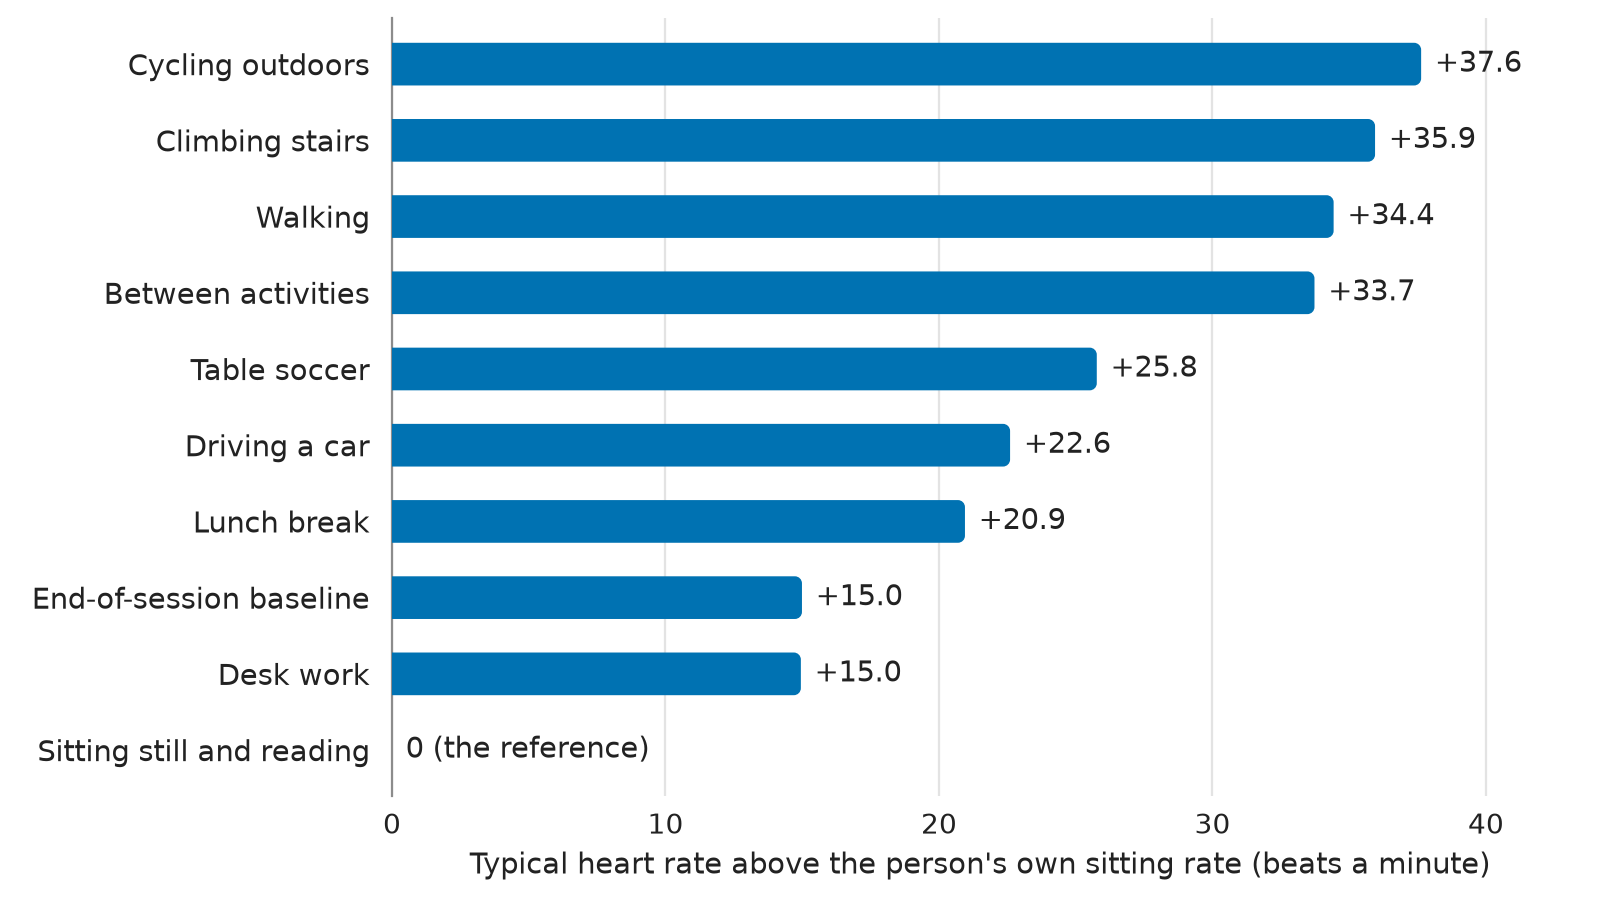 Cycling outdoors +37.6
Climbing stairs +35.9
Walking +34.4
Between activities +33.7
Table soccer +25.8
Driving a car +22.6
Lunch break +20.9
End-of-session baseline +15.0
Desk work +15.0
Sitting still and reading 0 (the reference)
0 10 20 30 40
Typical heart rate above the person's own sitting rate (beats a minute)